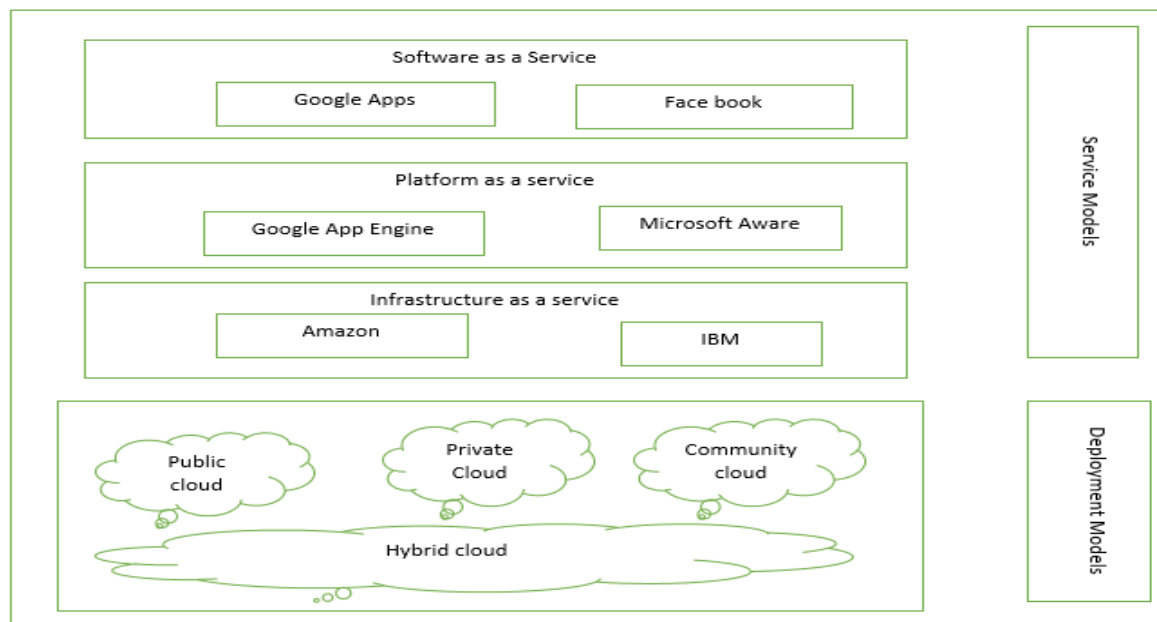 Software as a Service
Google Apps
Face book
Platform as a service
Google App Engine
Microsoft Aware
Infrastructure as a service
Amazon
IBM
Service Models
Public
cloud
Private
Cloud
Community
cloud
Hybrid cloud
Deployment Models